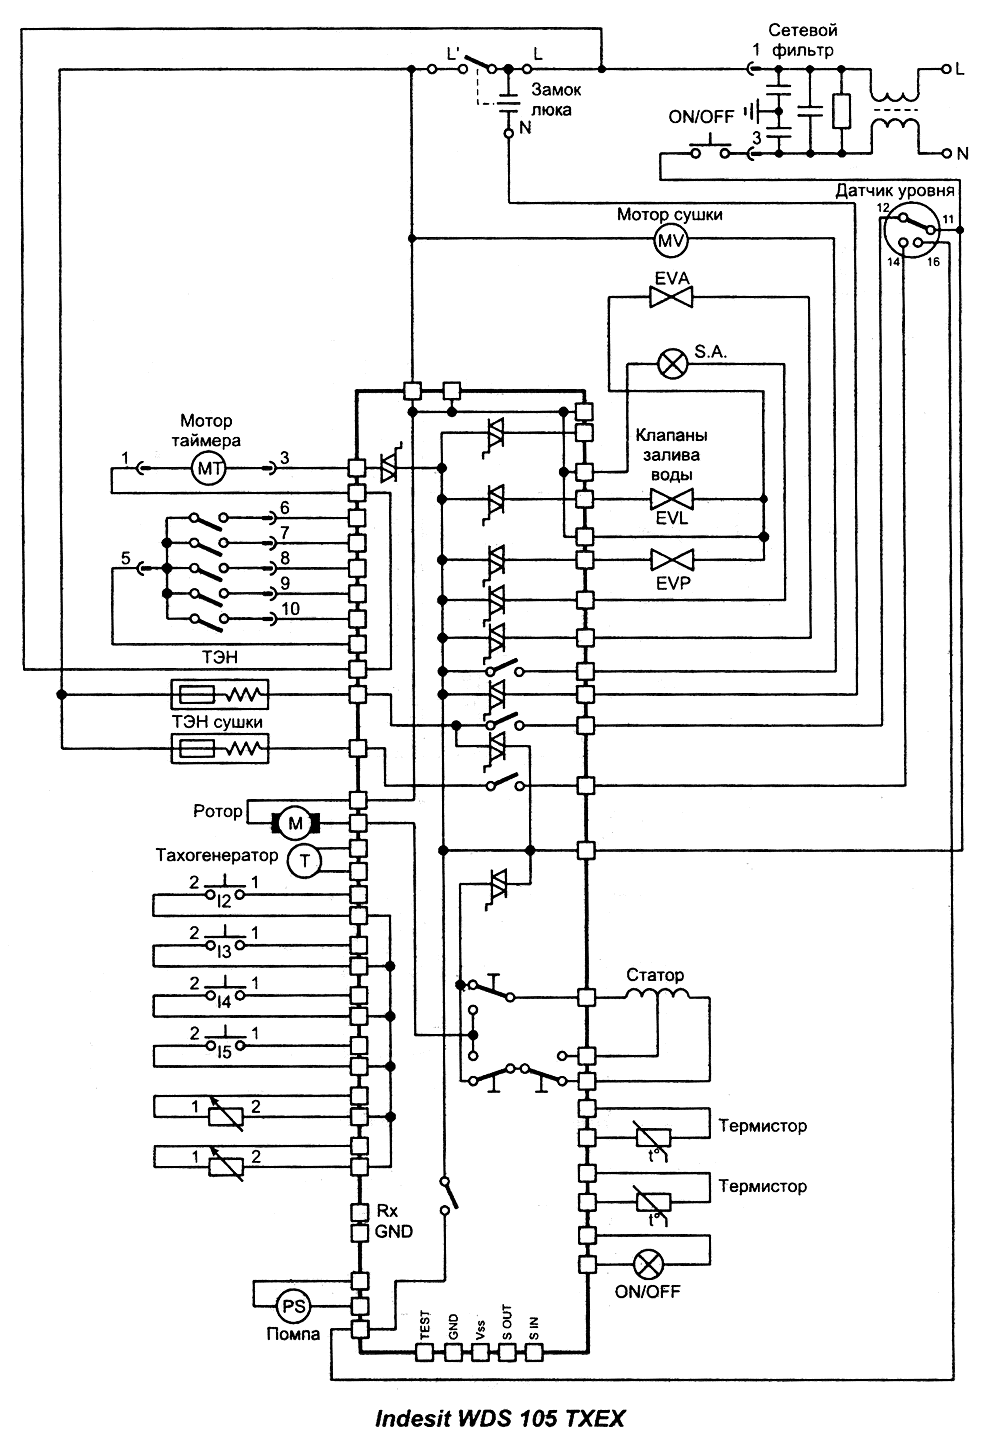 Сетевой
фильтр
1
L
L'
L
Замок
люка
N
ON/OFF
3
N
Датчик уровня
12
11
14
16
Мотор сушки
MV
EVA
S.A.
Мотор
таймера
1
MT
3
Клапаны
залива
воды
EVL
EVP
6
7
5
8
9
10
ТЭН
ТЭН сушки
Ротор
M
Тахогенератор
T
2
1
I2
2
1
I3
2
1
I4
2
1
I5
1
2
1
2
Статор
Термистор
t°
Термистор
t°
ON/OFF
Rx
GND
PS
Помпа
TEST
GND
Vss
S OUT
S IN
Indesit WDS 105 TXEX